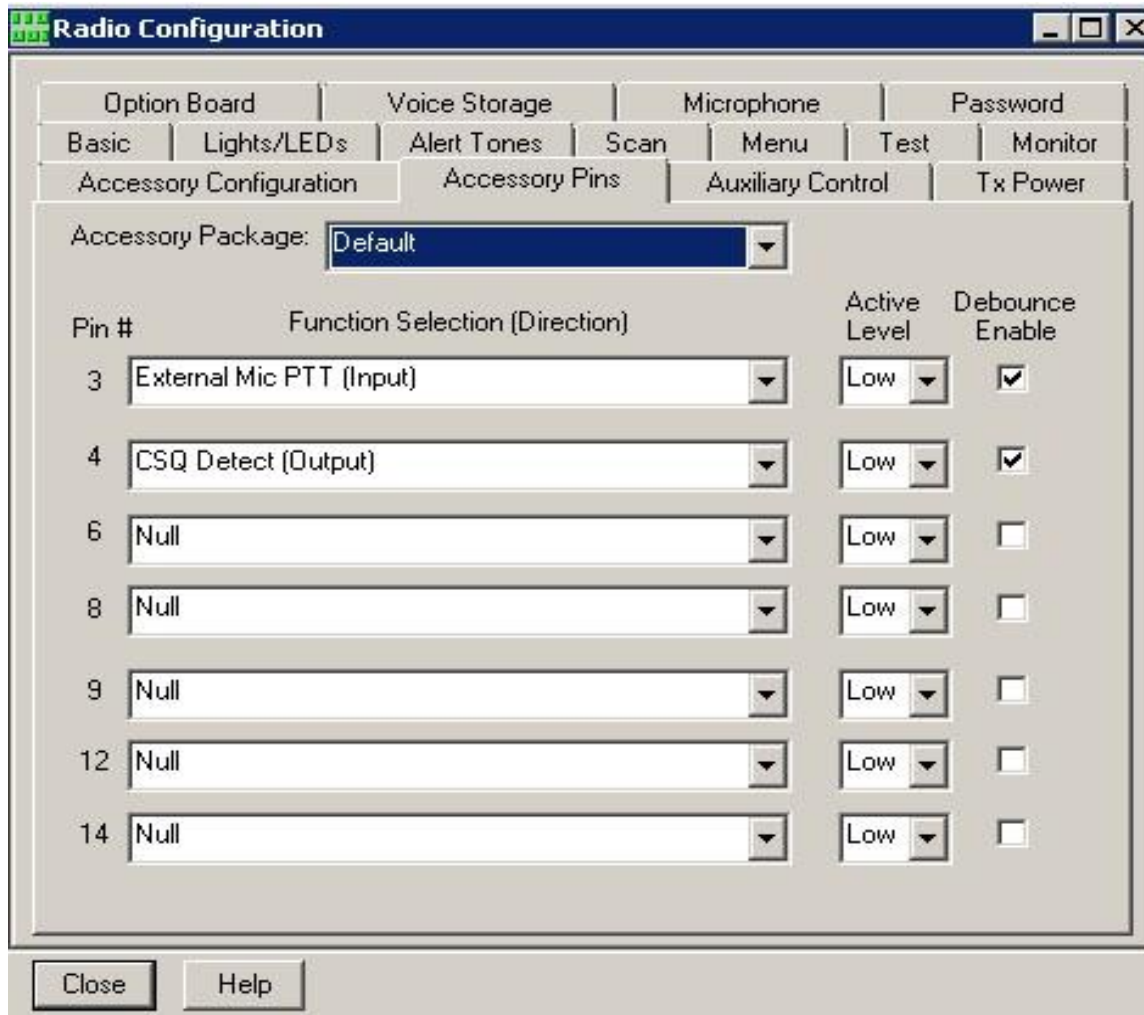 Radio Configuration
Option Board Voice Storage Microphone Password
Basic Lights/LEDs Alert Tones Scan Menu Test Monitor
Accessory Configuration Accessory Pins Auxiliary Control Tx Power
Accessory Package: Default
Pin # Function Selection (Direction) Active Level Debounce Enable
3 External Mic PTT (Input) Low
4 CSQ Detect (Output) Low
6 Null Low
8 Null Low
9 Null Low
12 Null Low
14 Null Low
Close Help